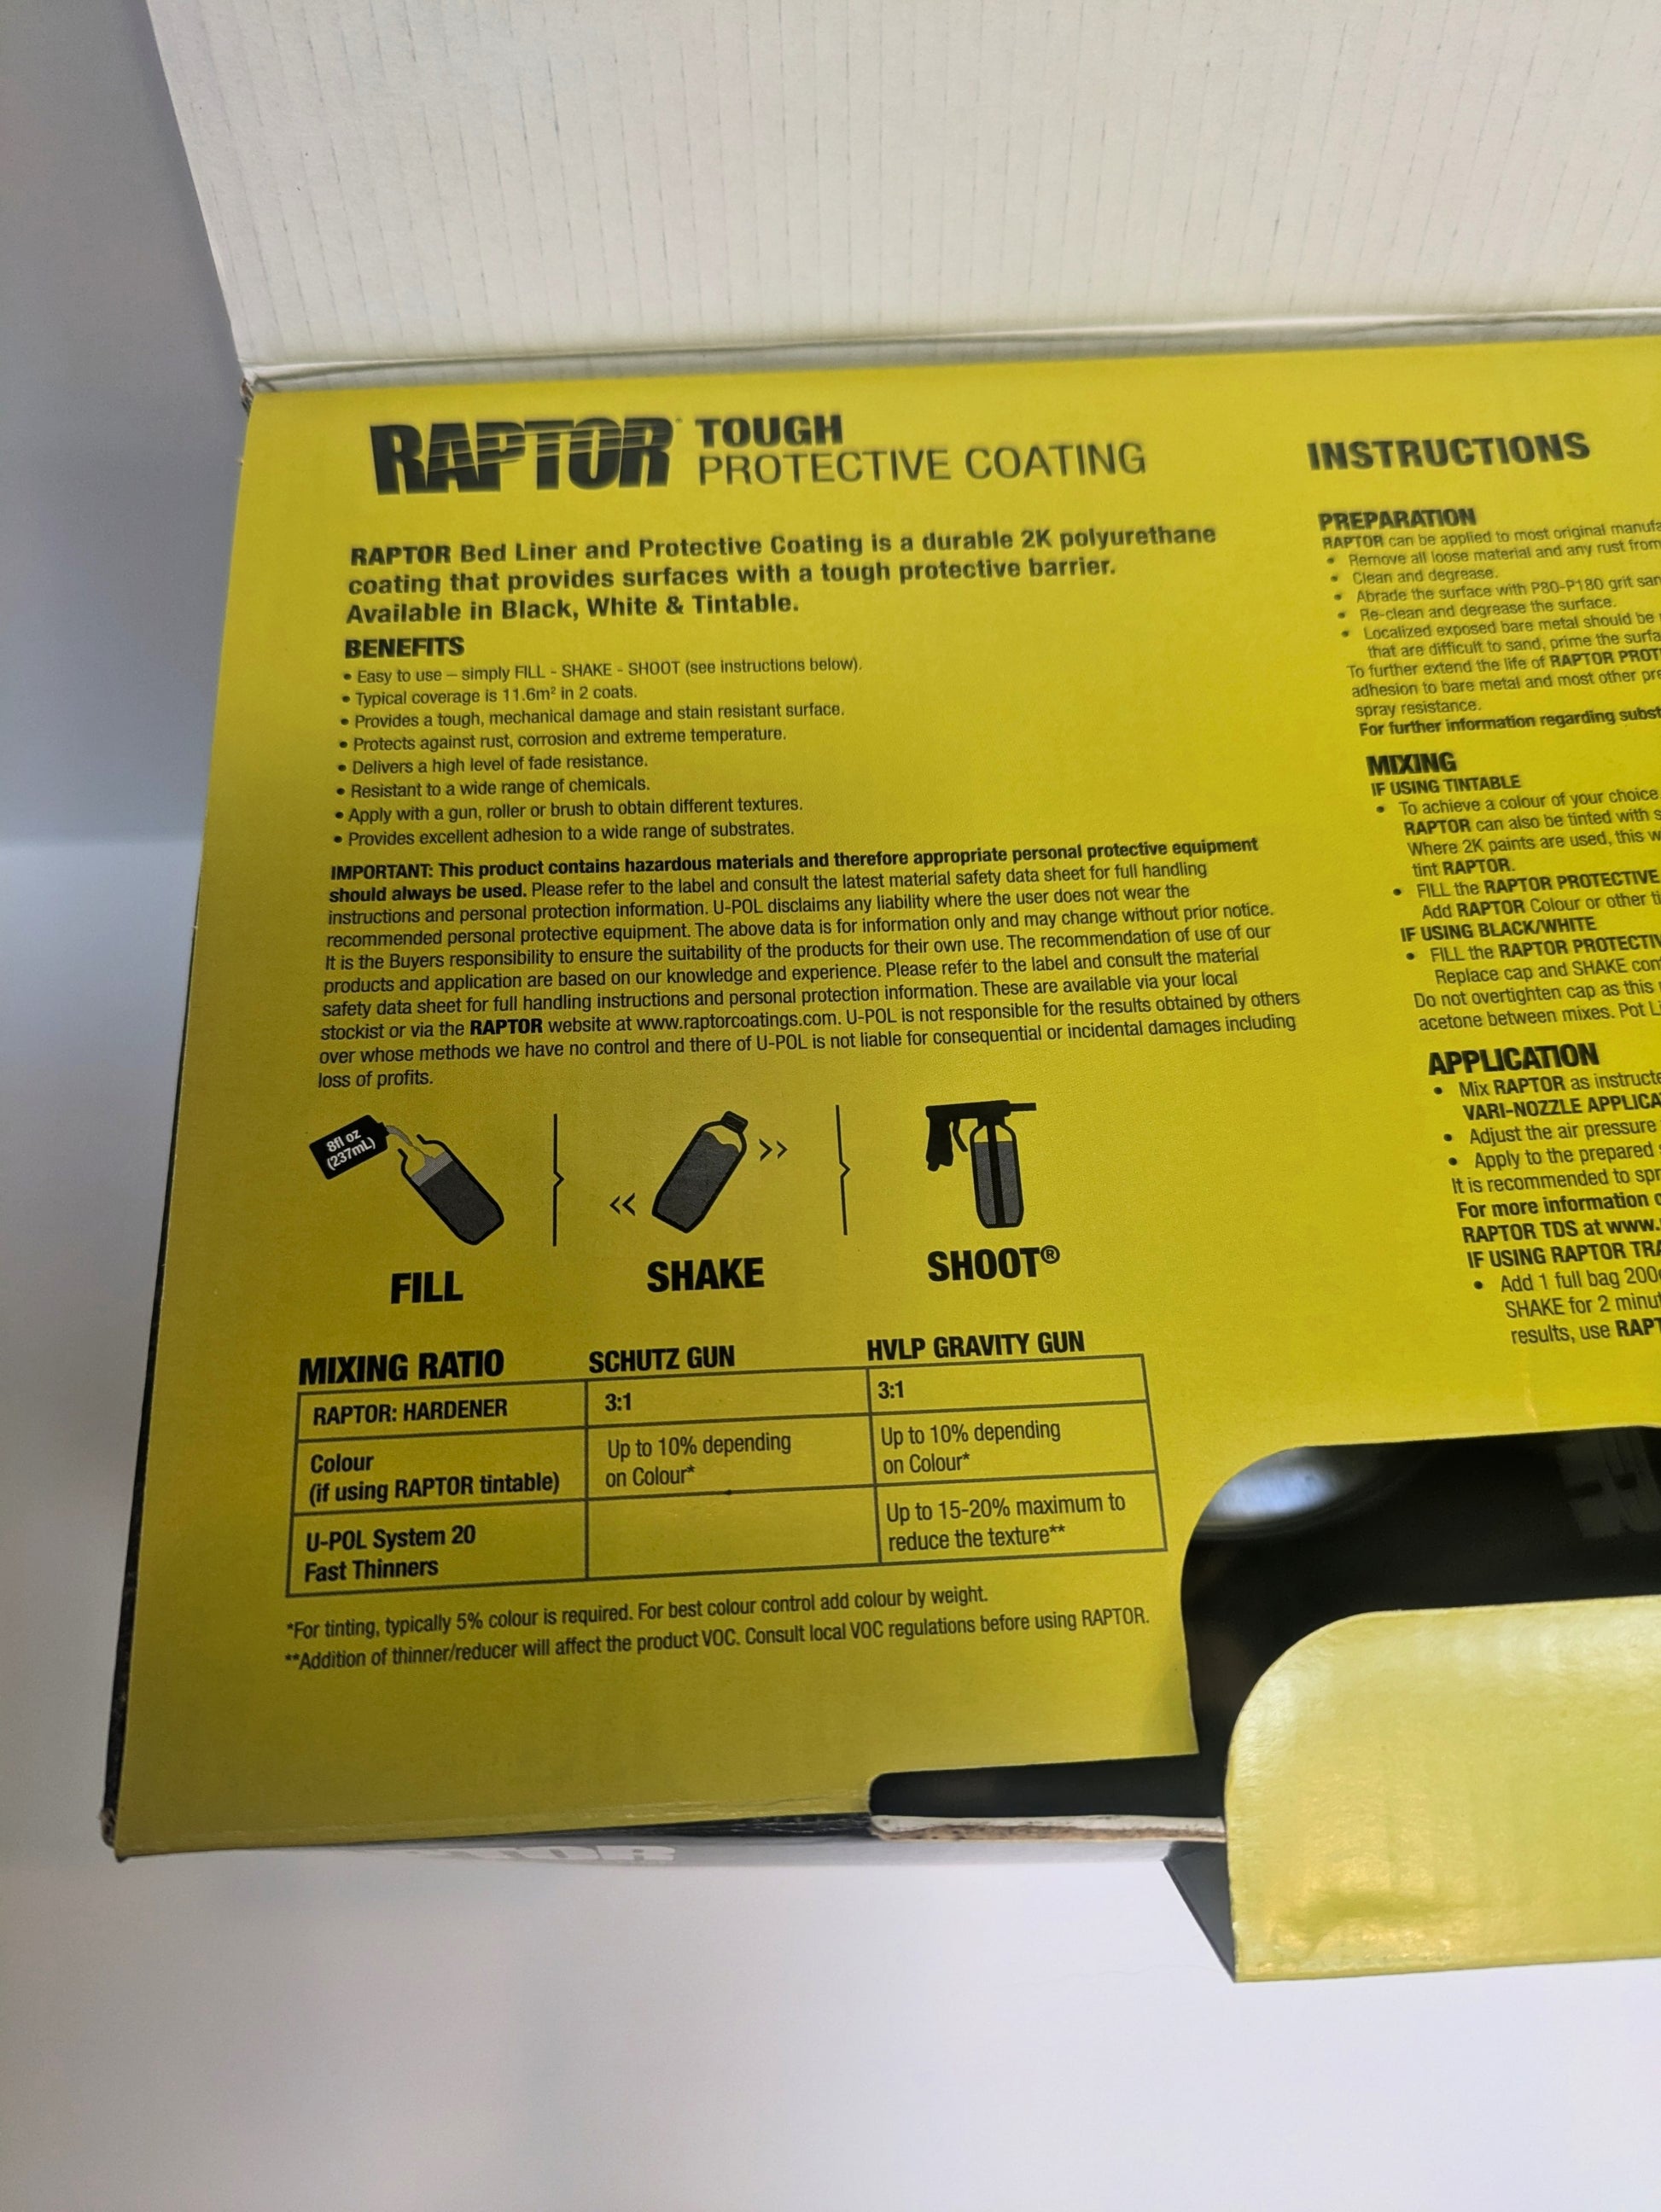 RAPTOR TOUGH
PROTECTIVE COATING
RAPTOR Bed Liner and Protective Coating is a durable 2K polyurethane
coating that provides surfaces with a tough protective barrier.
Available in Black, White & Tintable.
BENEFITS
• Easy to use – simply FILL - SHAKE - SHOOT (see instructions below).
• Typical coverage is 11.6m² in 2 coats.
• Provides a tough, mechanical damage and stain resistant surface.
• Protects against rust, corrosion and extreme temperature.
• Delivers a high level of fade resistance.
• Resistant to a wide range of chemicals.
• Apply with a gun, roller or brush to obtain different textures.
• Provides excellent adhesion to a wide range of substrates.
IMPORTANT: This product contains hazardous materials and therefore appropriate personal protective equipment
should always be used. Please refer to the label and consult the latest material safety data sheet for full handling
instructions and personal protection information. U-POL disclaims any liability where the user does not wear the
recommended personal protective equipment. The above data is for information only and may change without prior notice.
It is the Buyers responsibility to ensure the suitability of the products for their own use. The recommendation of use of our
products and application are based on our knowledge and experience. Please refer to the label and consult the material
safety data sheet for full handling instructions and personal protection information. These are available via your local
stockist or via the RAPTOR website at www.raptorcoatings.com. U-POL is not responsible for the results obtained by others
over whose methods we have no control and there of U-POL is not liable for consequential or incidental damages including
loss of profits.
8fl oz
(237mL)
FILL
SHAKE
SHOOT®
MIXING RATIO SCHUTZ GUN HVLP GRAVITY GUN
RAPTOR: HARDENER 3:1 3:1
Colour
(if using RAPTOR tintable)
Up to 10% depending
on Colour*
Up to 10% depending
on Colour*
U-POL System 20
Fast Thinners
Up to 15-20% maximum to
reduce the texture**
*For tinting, typically 5% colour is required. For best colour control add colour by weight.
**Addition of thinner/reducer will affect the product VOC. Consult local VOC regulations before using RAPTOR.
INSTRUCTIONS
PREPARATION
RAPTOR can be applied to most original
• Remove all loose material and any rust from
• Clean and degrease.
• Abrade the surface with P80-P180 grit
• Re-clean and degrease the surface.
• Localized exposed bare metal should be
that are difficult to sand, prime the
To further extend the life of RAPTOR
adhesion to bare metal and most other
spray resistance.
For further information regarding
MIXING
IF USING TINTABLE
• To achieve a colour of your choice
RAPTOR can also be tinted with
Where 2K paints are used, this
tint RAPTOR.
• FILL the RAPTOR PROTECTIVE
Add RAPTOR Colour or other
IF USING BLACK/WHITE
• FILL the RAPTOR
Replace cap and SHAKE
Do not overtighten cap as this
acetone between mixes. Pot
APPLICATION
• Mix RAPTOR as
VARI-NOZZLE
• Adjust the air pressure
• Apply to the prepared
It is recommended to
For more information
RAPTOR TDS at www.
IF USING RAPTOR
• Add 1 full bag
SHAKE for 2
results, use